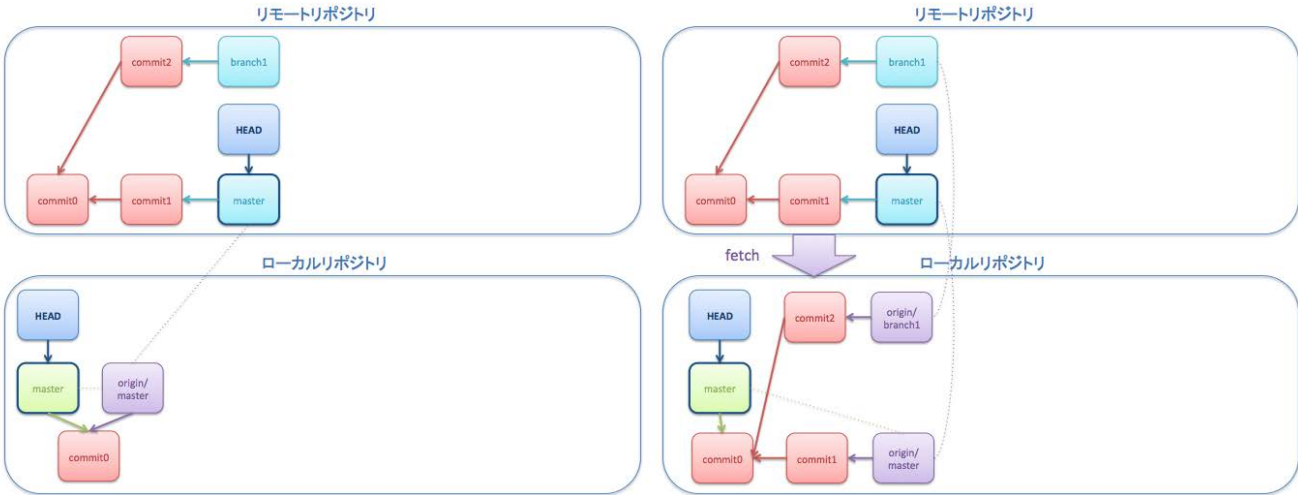 リモートリポジトリ
commit2
branch1
HEAD
commit0
commit1
master
ローカルリポジトリ
HEAD
master
origin/
master
commit0
リモートリポジトリ
commit2
branch1
HEAD
commit0
commit1
master
fetch
ローカルリポジトリ
HEAD
commit2
origin/
branch1
master
commit0
commit1
origin/
master